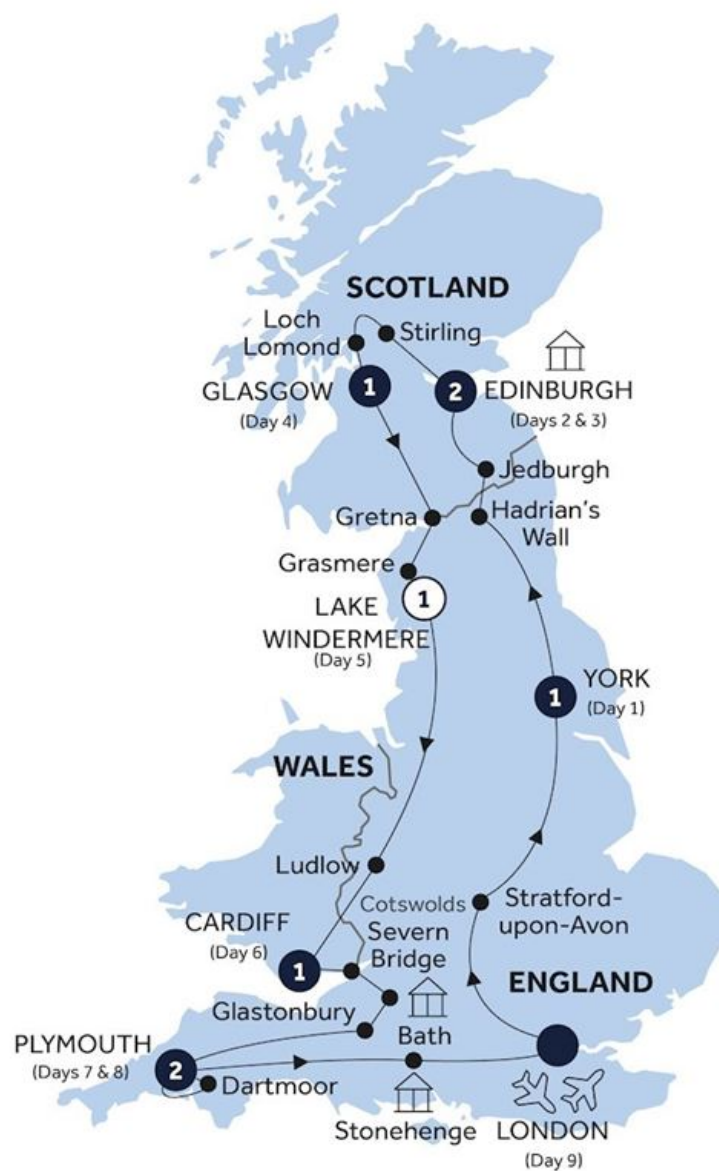 SCOTLAND
Loch
Lomond
Stirling
GLASGOW
(Day 4)
1
2
EDINBURGH
(Days 2 & 3)
Jedburgh
Gretna
Hadrian's
Wall
Grasmere
LAKE
WINDERMERE
(Day 5)
1
1
YORK
(Day 1)
WALES
Ludlow
Cotswolds
Stratford-
upon-Avon
CARDIFF
(Day 6)
1
Severn
Bridge
ENGLAND
Glastonbury
Bath
PLYMOUTH
(Days 7 & 8)
2
Dartmoor
Stonehenge
LONDON
(Day 9)